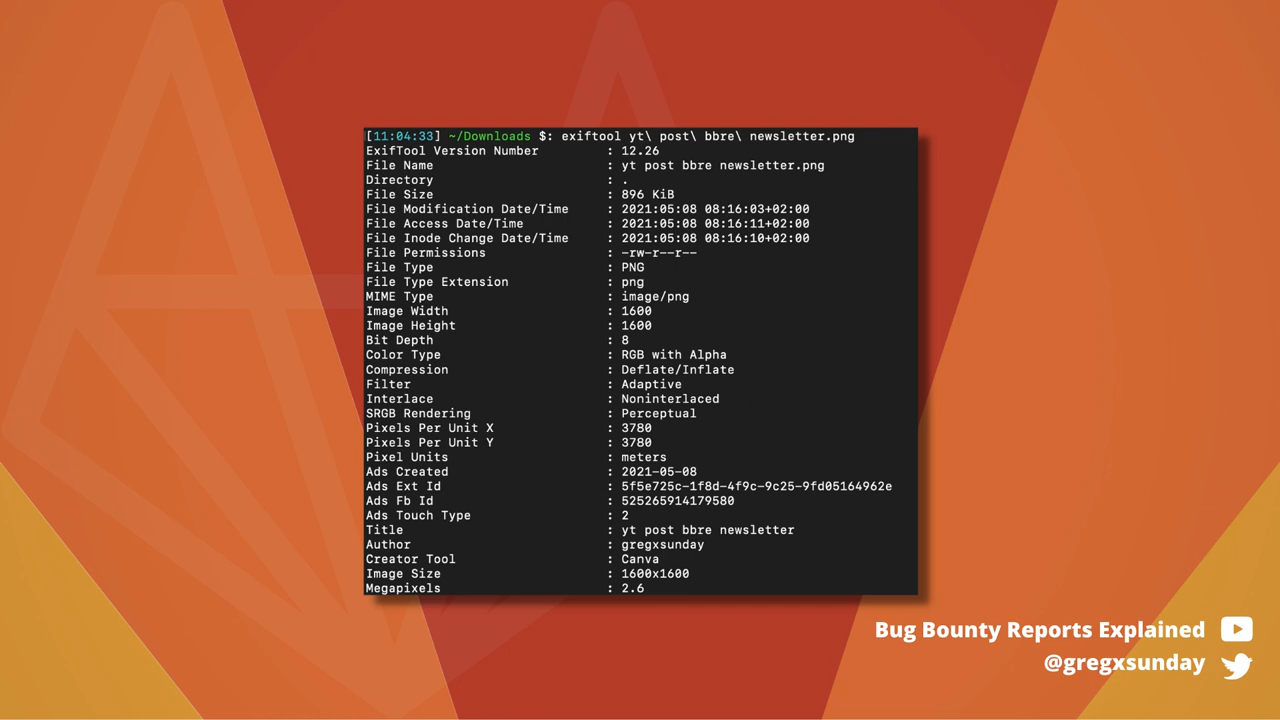 [11:04:33] ~/Downloads $: exiftool yt\ post\ bbre\ newsletter.png
ExifTool Version Number : 12.26
File Name : yt post bbre newsletter.png
Directory : .
File Size : 896 KiB
File Modification Date/Time : 2021:05:08 08:16:03+02:00
File Access Date/Time : 2021:05:08 08:16:11+02:00
File Inode Change Date/Time : 2021:05:08 08:16:10+02:00
File Permissions : -rw-r--r--
File Type : PNG
File Type Extension : png
MIME Type : image/png
Image Width : 1600
Image Height : 1600
Bit Depth : 8
Color Type : RGB with Alpha
Compression : Deflate/Inflate
Filter : Adaptive
Interlace : Noninterlaced
SRGB Rendering : Perceptual
Pixels Per Unit X : 3780
Pixels Per Unit Y : 3780
Pixel Units : meters
Ads Created : 2021-05-08
Ads Ext Id : 5f5e725c-1f8d-4f9c-9c25-9fd05164962e
Ads Fb Id : 525265914179580
Ads Touch Type : 2
Title : yt post bbre newsletter
Author : gregxsunday
Creator Tool : Canva
Image Size : 1600x1600
Megapixels : 2.6
Bug Bounty Reports Explained
@gregxsunday